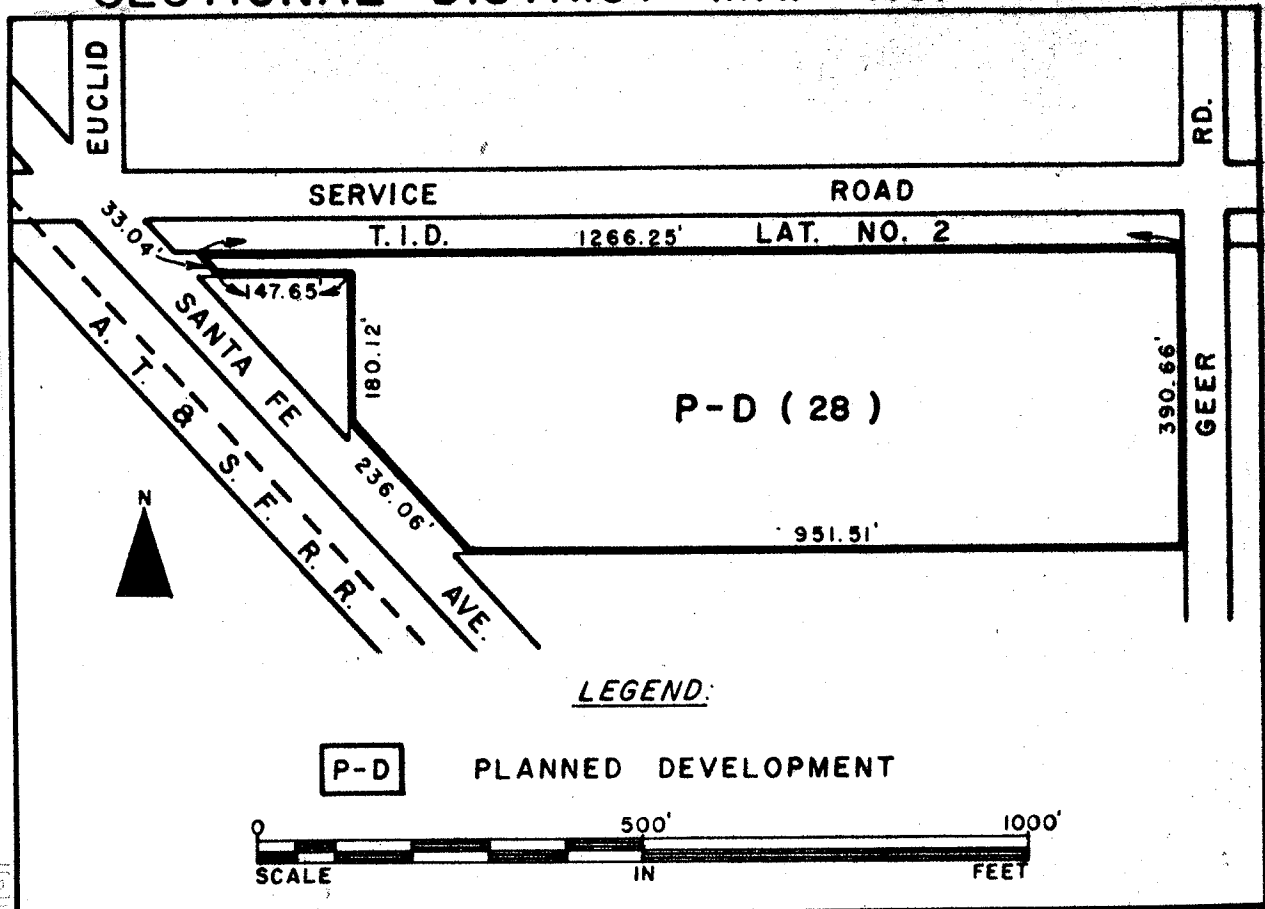 EUCLID
RD.
SERVICE ROAD
33.04'
T.I.D. 1266.25' LAT. NO. 2
147.65'
SANTA FE AVE.
180.12'
A. T. & S. F. R. R.
P-D ( 28 )
390.66'
GEER
236.06'
951.51'
N
LEGEND:
P-D PLANNED DEVELOPMENT
0 500' 1000'
SCALE IN FEET